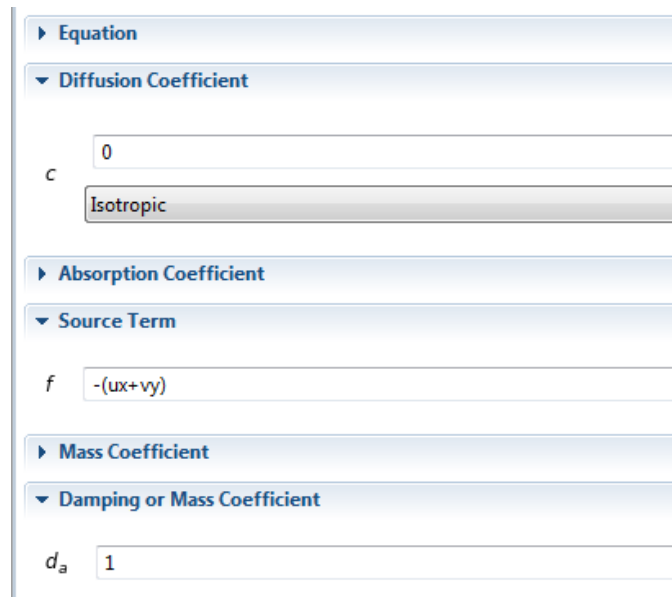 Equation
Diffusion Coefficient
0
c
Isotropic
Absorption Coefficient
Source Term
f -(ux+vy)
Mass Coefficient
Damping or Mass Coefficient
dₐ 1